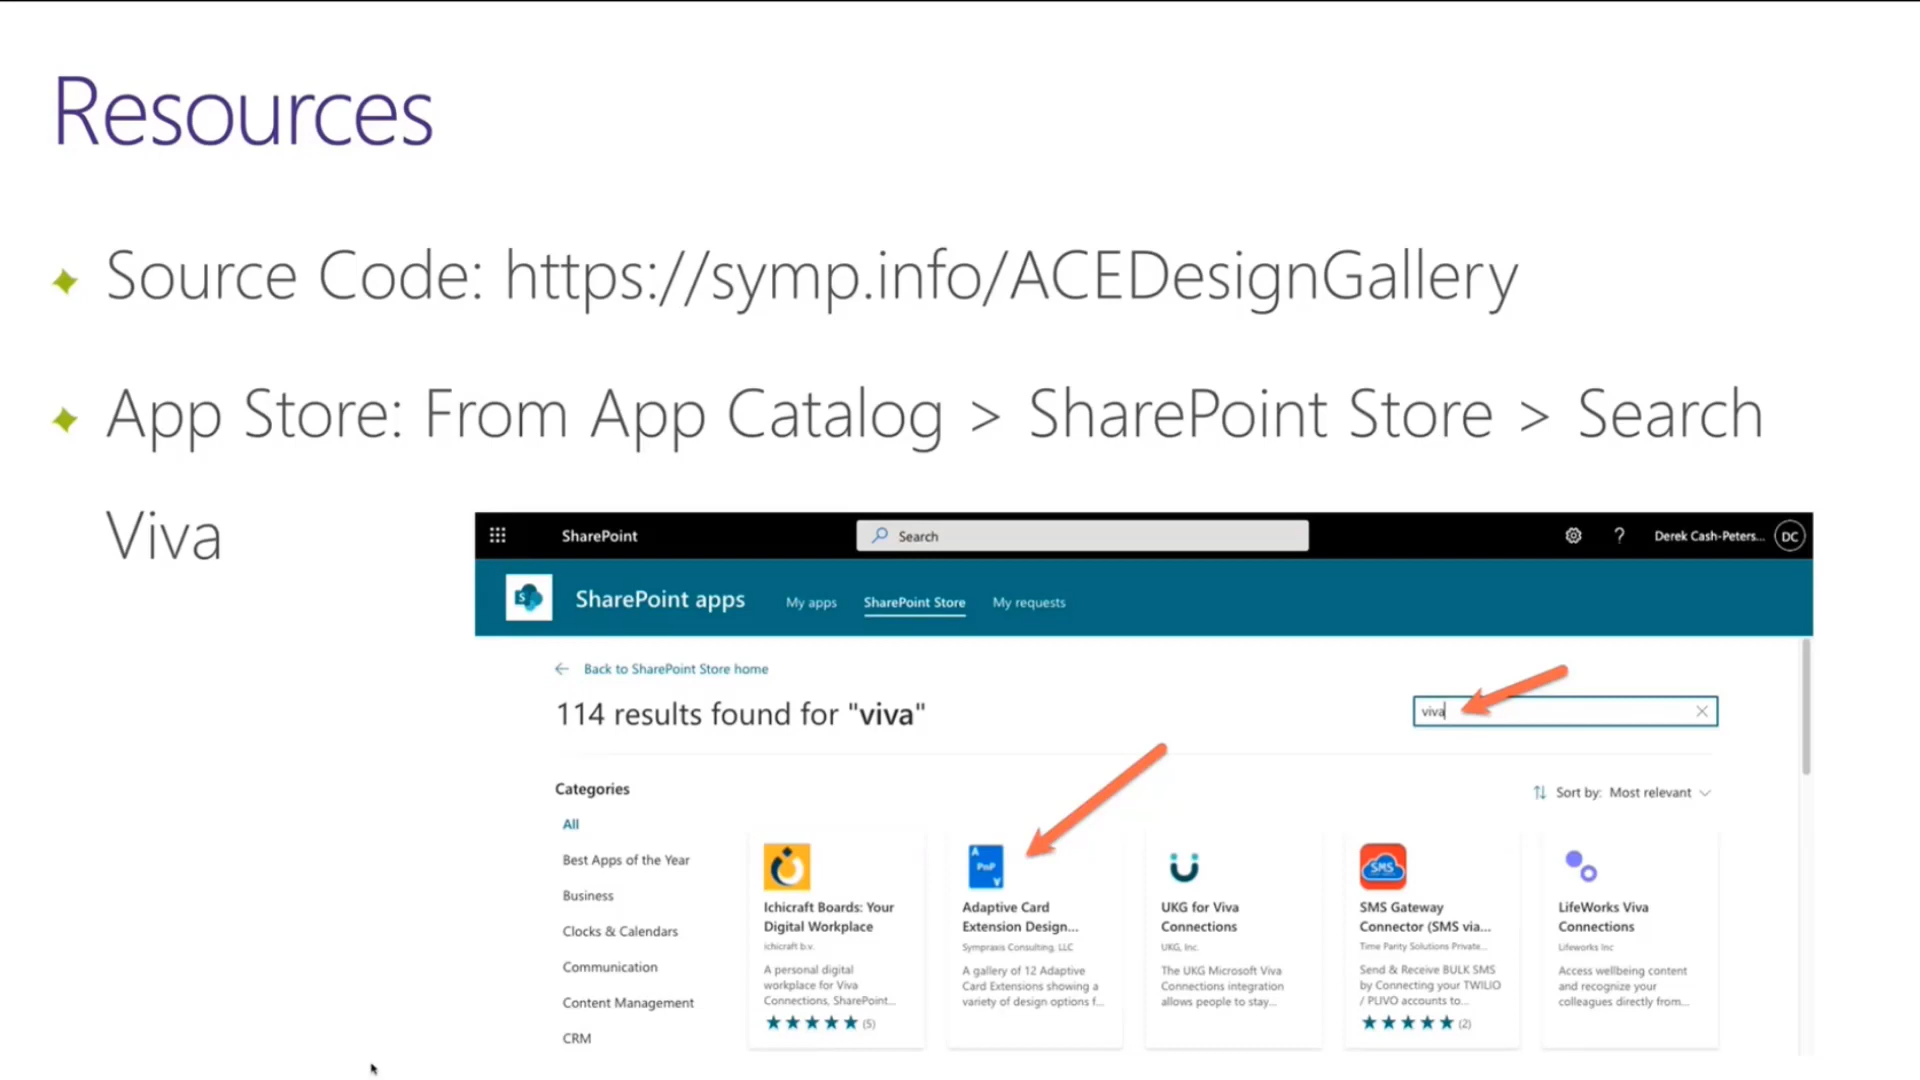 Resources
Source Code: https://symp.info/ACEDesignGallery
App Store: From App Catalog > SharePoint Store > Search
Viva
SharePoint
Search
? Derek Cash-Peters... DC
S
SharePoint apps
My apps
SharePoint Store
My requests
← Back to SharePoint Store home
114 results found for "viva"
viva
Categories
Sort by: Most relevant
All
Best Apps of the Year
Business
Clocks & Calendars
Communication
Content Management
CRM
Ichicraft Boards: Your
Digital Workplace
ichicraft b.v.
A personal digital
workplace for Viva
Connections, SharePoint...
(5)
A
PnP
A
Adaptive Card
Extension Design...
Sympraxis Consulting, LLC
A gallery of 12 Adaptive
Card Extensions showing a
variety of design options f...
UKG for Viva
Connections
UKG, Inc.
The UKG Microsoft Viva
Connections integration
allows people to stay...
SMS
SMS Gateway
Connector (SMS via...
Time Parity Solutions Private...
Send & Receive BULK SMS
by Connecting your TWILIO
/ PLIVO accounts to...
(2)
LifeWorks Viva
Connections
Lifeworks Inc
Access wellbeing content
and recognize your
colleagues directly from...